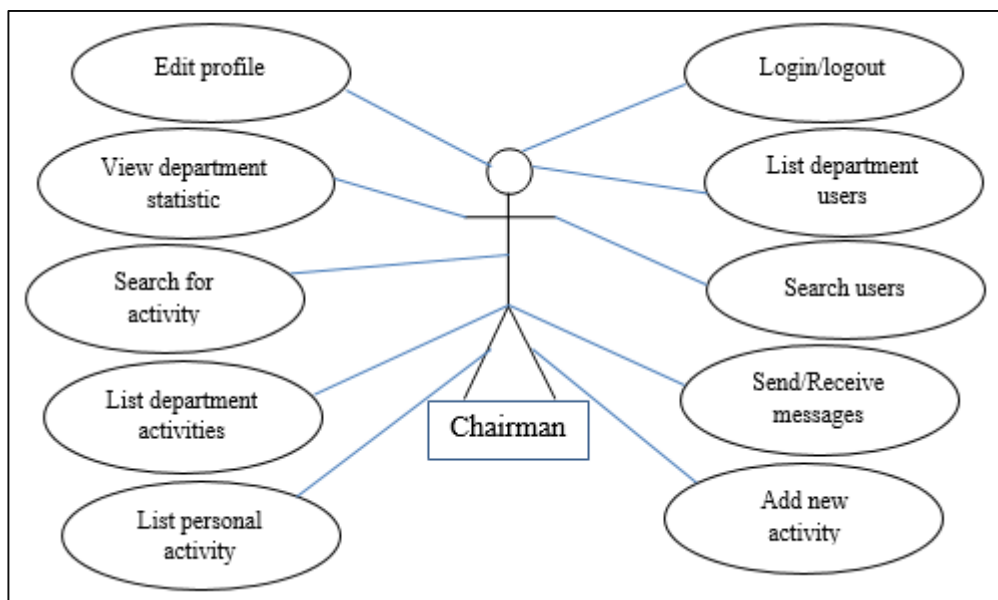 Edit profile
Login/logout
View department
statistic
List department
users
Search for
activity
Search users
List department
activities
Send/Receive
messages
Chairman
List personal
activity
Add new
activity